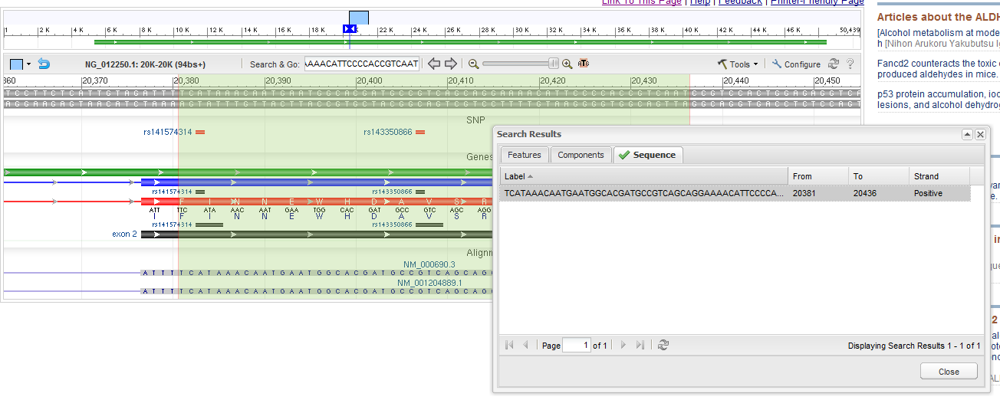 Link To This Page | Help | Feedback | Printer-Friendly Page
1 2 K 4 K 6 K 8 K 10 K 12 K 14 K 16 K 18 K 22 K 24 K 26 K 28 K 30 K 32 K 34 K 36 K 38 K 40 K 42 K 44 K 46 K 50,439
NG_012250.1: 20K-20K (94bs+) Search & Go: AAACATTCCCCACCGTCAAT Tools Configure ?
360 20,370 20,380 20,390 20,400 20,410 20,420 20,430 20,440 20,450
SNP
rs141574314 rs143350866
Genes
rs141574314 rs143350866
F I N N E W H D A V S R
ATT TTC ATA AAC AAT GAA TGG CAC GAT GCC GTC AGC AGG
I F I N N E W H D A V S R
rs141574314 rs143350866
exon 2
Alignm
NM_000690.3
A T T T T C A T A A A C A A T G A A T G G C A C G A T G C C G T C A G C A G
NM_001204889.1
A T T T T C A T A A A C A A T G A A T G G C A C G A T G C C G T C A G C A G
Search Results
Features Components Sequence
Label From To Strand
TCATAAACAATGAATGGCACGATGCCGTCAGCAGGAAAACATTCCCCA... 20381 20436 Positive
Page 1 of 1 Displaying Search Results 1 - 1 of 1
Close
Articles about the ALDH
[Alcohol metabolism at mode
h [Nihon Arukoru Yakubutsu Ig
Fancd2 counteracts the toxic
produced aldehydes in mice.
p53 protein accumulation, ioc
lesions, and alcohol dehydrog